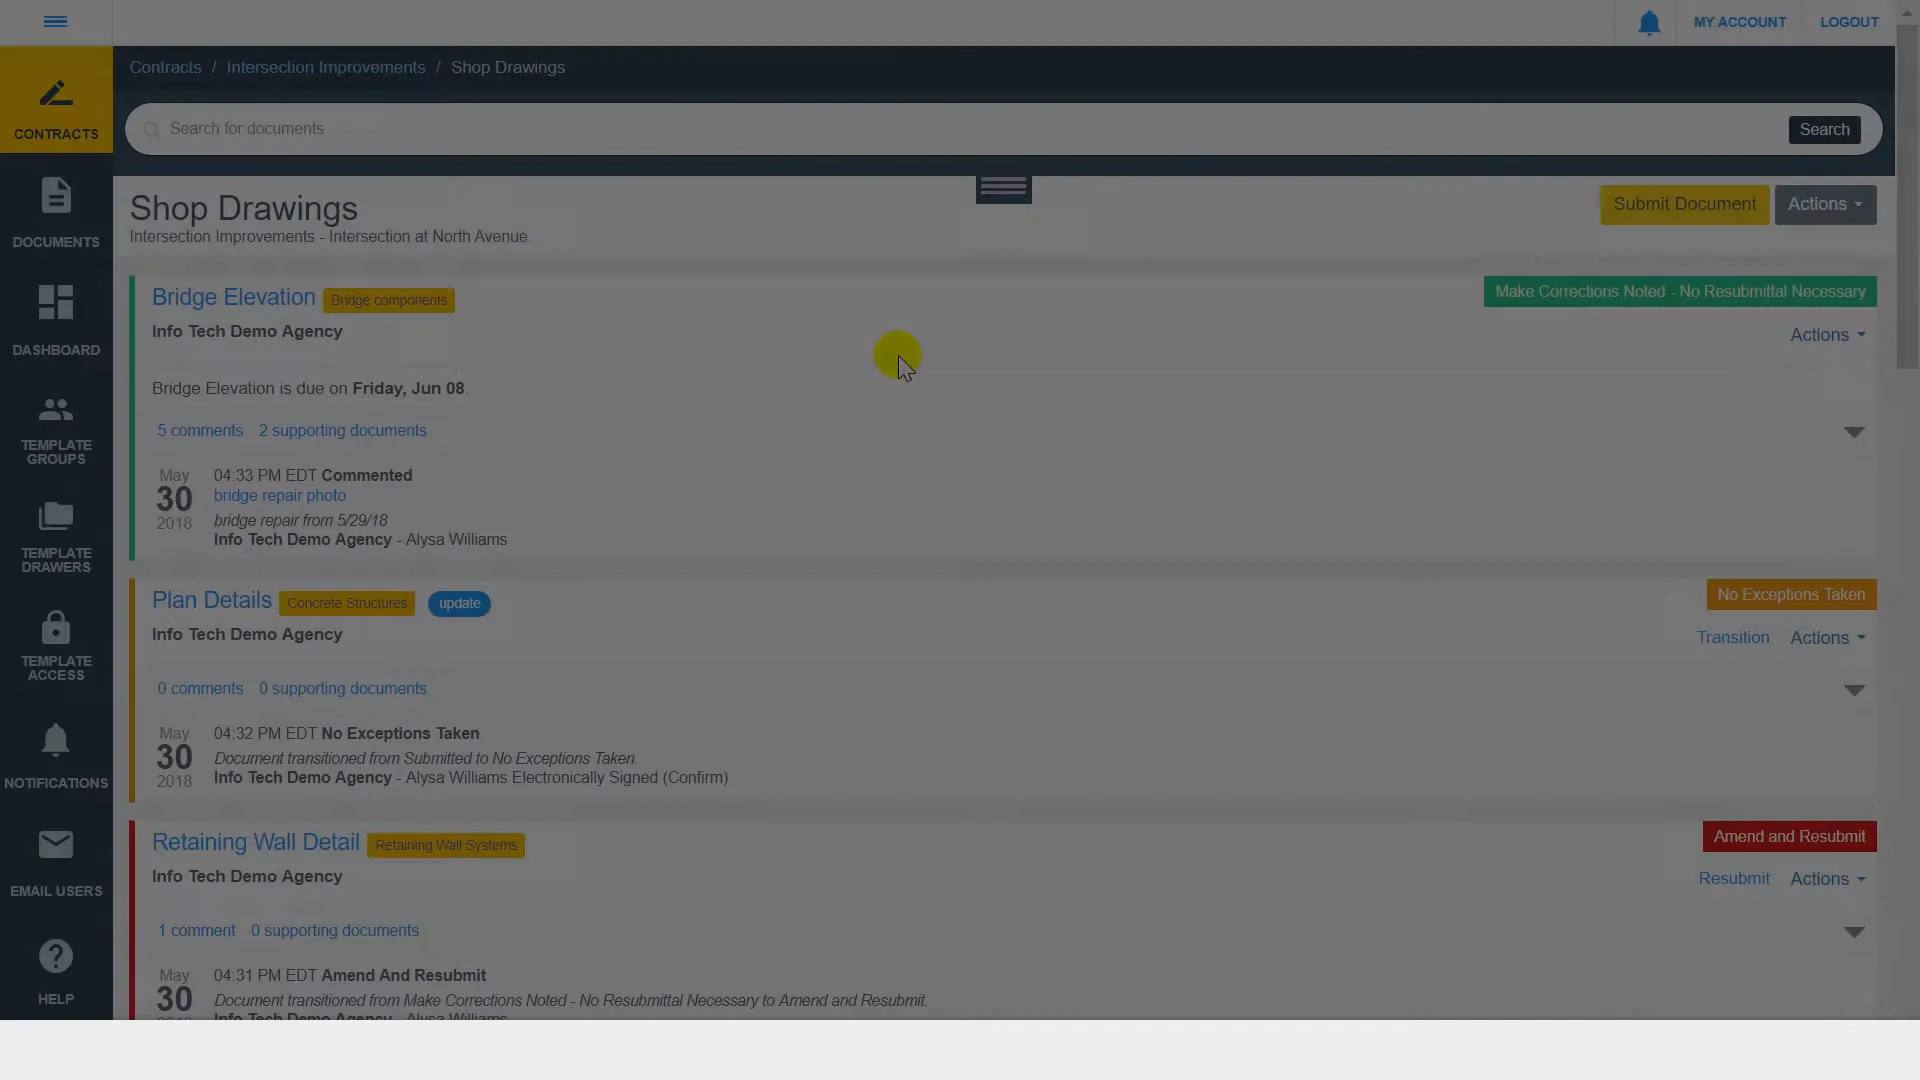 MY ACCOUNT
LOGOUT
CONTRACTS
DOCUMENTS
DASHBOARD
TEMPLATE
GROUPS
TEMPLATE
DRAWERS
TEMPLATE
ACCESS
NOTIFICATIONS
EMAIL USERS
HELP
Contracts / Intersection Improvements / Shop Drawings
Search for documents
Search
Shop Drawings
Intersection Improvements - Intersection at North Avenue.
Submit Document
Actions
Bridge Elevation Bridge components
Make Corrections Noted - No Resubmittal Necessary
Info Tech Demo Agency
Actions
Bridge Elevation is due on Friday, Jun 08.
5 comments 2 supporting documents
May
30
2018
04:33 PM EDT Commented
bridge repair photo
bridge repair from 5/29/18
Info Tech Demo Agency - Alysa Williams
Plan Details Concrete Structures update
No Exceptions Taken
Info Tech Demo Agency
Transition Actions
0 comments 0 supporting documents
May
30
2018
04:32 PM EDT No Exceptions Taken
Document transitioned from Submitted to No Exceptions Taken.
Info Tech Demo Agency - Alysa Williams Electronically Signed (Confirm)
Retaining Wall Detail Retaining Wall Systems
Amend and Resubmit
Info Tech Demo Agency
Resubmit Actions
1 comment 0 supporting documents
May
30
2018
04:31 PM EDT Amend And Resubmit
Document transitioned from Make Corrections Noted - No Resubmittal Necessary to Amend and Resubmit.
Info Tech Demo Agency - Alysa Williams